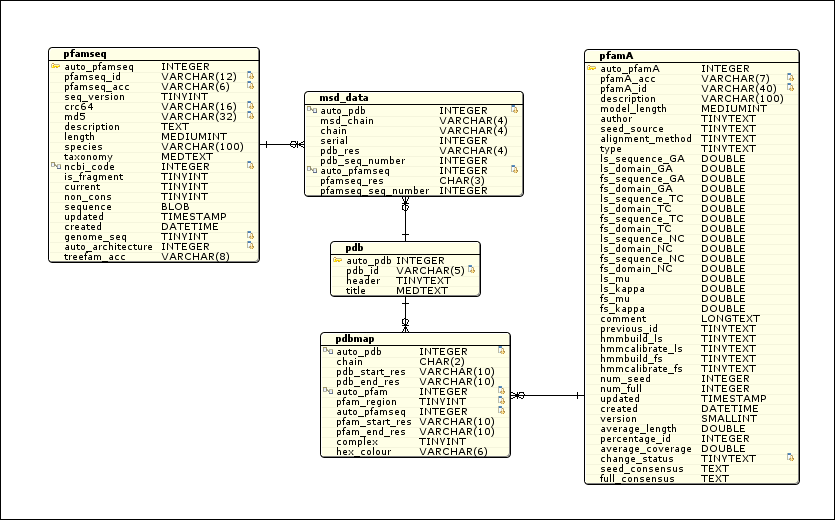 pfamseq
auto_pfamseq INTEGER
pfamseq_id VARCHAR(12)
pfamseq_acc VARCHAR(6)
seq_version TINYINT
crc64 VARCHAR(16)
md5 VARCHAR(32)
description TEXT
length MEDIUMINT
species VARCHAR(100)
taxonomy MEDTEXT
ncbi_code INTEGER
is_fragment TINYINT
current TINYINT
non_cons TINYINT
sequence BLOB
updated TIMESTAMP
created DATETIME
genome_seq TINYINT
auto_architecture INTEGER
treefam_acc VARCHAR(8)
msd_data
auto_pdb INTEGER
msd_chain VARCHAR(4)
chain VARCHAR(4)
serial INTEGER
pdb_res VARCHAR(4)
pdb_seq_number INTEGER
auto_pfamseq INTEGER
pfamseq_res CHAR(3)
pfamseq_seq_number INTEGER
pdb
auto_pdb INTEGER
pdb_id VARCHAR(5)
header TINYTEXT
title MEDTEXT
pdbmap
auto_pdb INTEGER
chain CHAR(2)
pdb_start_res VARCHAR(10)
pdb_end_res VARCHAR(10)
auto_pfam INTEGER
pfam_region TINYINT
auto_pfamseq INTEGER
pfam_start_res VARCHAR(10)
pfam_end_res VARCHAR(10)
complex TINYINT
hex_colour VARCHAR(6)
pfamA
auto_pfamA INTEGER
pfamA_acc VARCHAR(7)
pfamA_id VARCHAR(40)
description VARCHAR(100)
model_length MEDIUMINT
author TINYTEXT
seed_source TINYTEXT
alignment_method TINYTEXT
type TINYTEXT
ls_sequence_GA DOUBLE
ls_domain_GA DOUBLE
fs_sequence_GA DOUBLE
fs_domain_GA DOUBLE
ls_sequence_TC DOUBLE
ls_domain_TC DOUBLE
fs_sequence_TC DOUBLE
fs_domain_TC DOUBLE
ls_sequence_NC DOUBLE
ls_domain_NC DOUBLE
fs_sequence_NC DOUBLE
fs_domain_NC DOUBLE
ls_mu DOUBLE
ls_kappa DOUBLE
fs_mu DOUBLE
fs_kappa DOUBLE
comment LONGTEXT
previous_id TINYTEXT
hmmbuild_ls TINYTEXT
hmmcalibrate_ls TINYTEXT
hmmbuild_fs TINYTEXT
hmmcalibrate_fs TINYTEXT
num_seed INTEGER
num_full INTEGER
updated TIMESTAMP
created DATETIME
version SMALLINT
average_length DOUBLE
percentage_id INTEGER
average_coverage DOUBLE
change_status TINYTEXT
seed_consensus TEXT
full_consensus TEXT